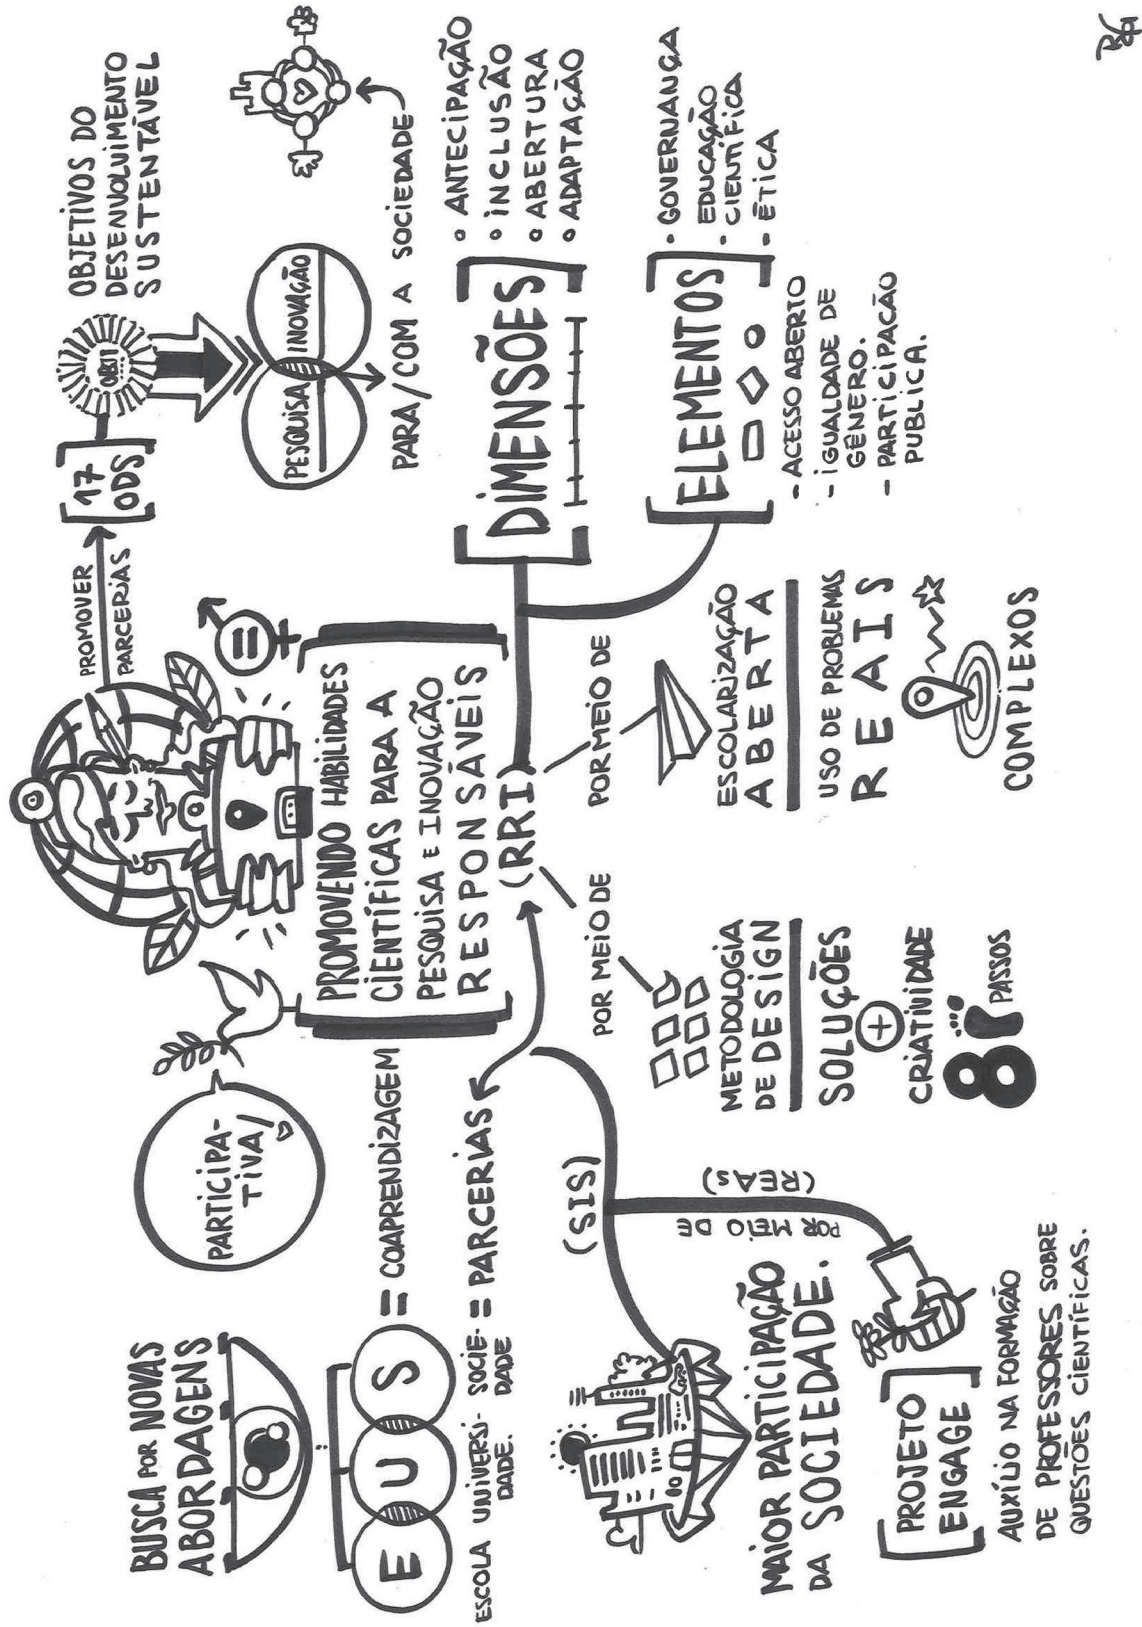 BUSCA POR NOVAS
ABORDAGENS
PARTICIPA-
TIVA
E U S
= COAPRENDIZAGEM
ESCOLA UNIVERSI-
DADE.
SOCIE-
DADE
= PARCERIAS
PROMOVENDO HABILIDADES
CIENTÍFICAS PARA A
PESQUISA E INOVAÇÃO
RESPONSÁVEIS
(RRI)
PROMOVER
PARCERIAS
17
ODS
OBJETIVOS DO
DESENVOLVIMENTO
SUSTENTÁVEL
PESQUISA INOVAÇÃO
PARA/COM A SOCIEDADE
DIMENSÕES
• ANTECIPAÇÃO
• INCLUSÃO
• ABERTURA
• ADAPTAÇÃO
ELEMENTOS
- GOVERNANÇA
- EDUCAÇÃO
CIENTÍFICA
- ÉTICA
- ACESSO ABERTO
- IGUALDADE DE
GÊNERO.
- PARTICIPAÇÃO
PUBLICA.
(SIS)
MAIOR PARTICIPAÇÃO
DA SOCIEDADE.
POR MEIO DE
(REAs)
PROJETO
ENGAGE
AUXÍLIO NA FORMAÇÃO
DE PROFESSORES SOBRE
QUESTÕES CIENTÍFICAS.
POR MEIO DE
METODOLOGIA
DE DESIGN
SOLUÇÕES
+
CRIATIVIDADE
8 PASSOS
POR MEIO DE
ESCOLARIZAÇÃO
ABERTA
USO DE PROBLEMAS
REAIS
COMPLEXOS